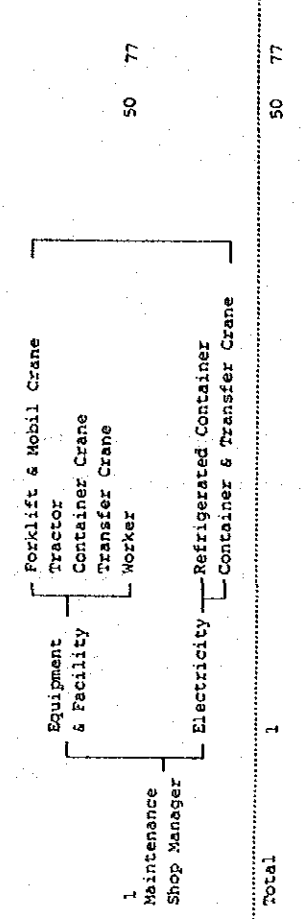 1
Maintenance
Shop Manager
Equipment
& Facility
Forklift & Mobil Crane
Tractor
Container Crane
Transfer Crane
Worker
50 77
Electricity
Refrigerated Container
Container & Transfer Crane
Total 1 50 77